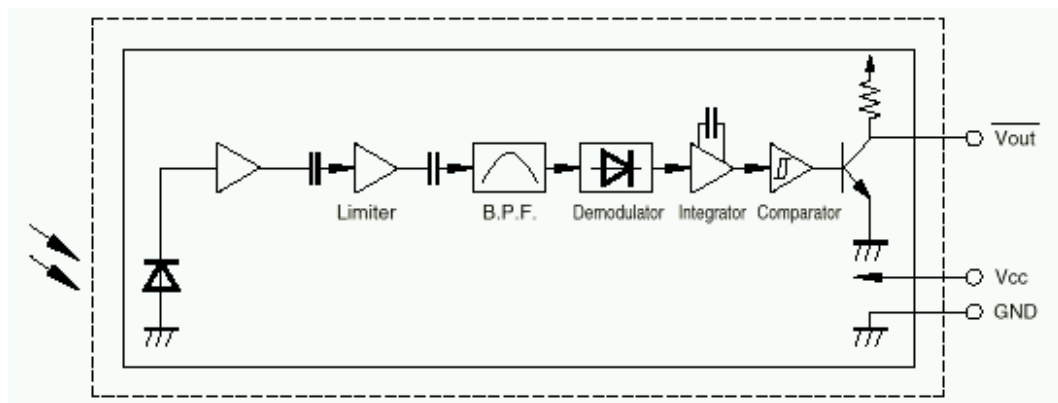 Vout
Limiter
B.P.F.
Demodulator
Integrator
Comparator
Vcc
GND